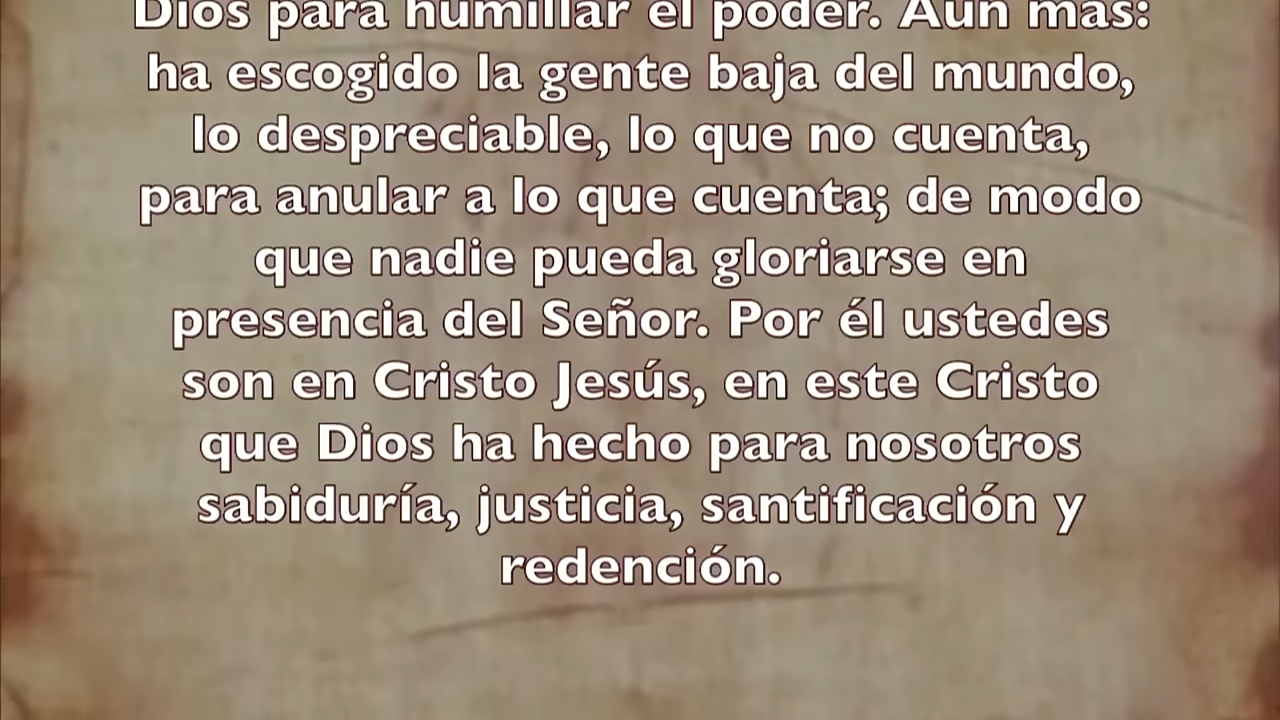 Dios para humillar el poder. Aún más:
ha escogido la gente baja del mundo,
lo despreciable, lo que no cuenta,
para anular a lo que cuenta; de modo
que nadie pueda gloriarse en
presencia del Señor. Por él ustedes
son en Cristo Jesús, en este Cristo
que Dios ha hecho para nosotros
sabiduría, justicia, santificación y
redención.